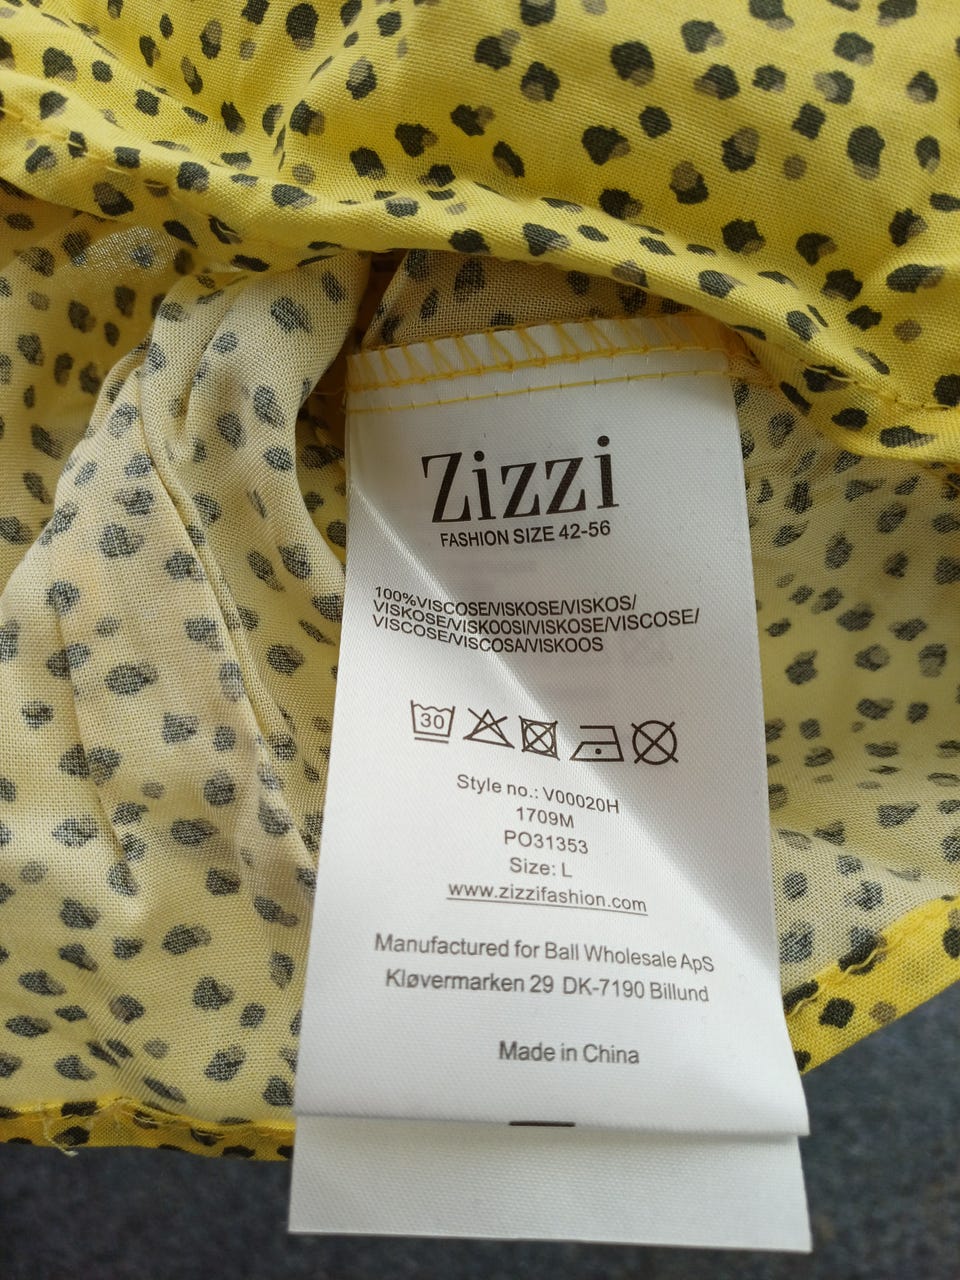 Zizzi
FASHION SIZE 42-56
100%VISCOSE/VISKOSE/VISKOS/
VISKOSE/VISKOOSI/VISKOSE/VISCOSE/
VISCOSE/VISCOSA/VISKOOS
30
Style no.: V00020H
1709M
PO31353
Size: L
www.zizzifashion.com
Manufactured for Ball Wholesale ApS
Kløvermarken 29 DK-7190 Billund
Made in China